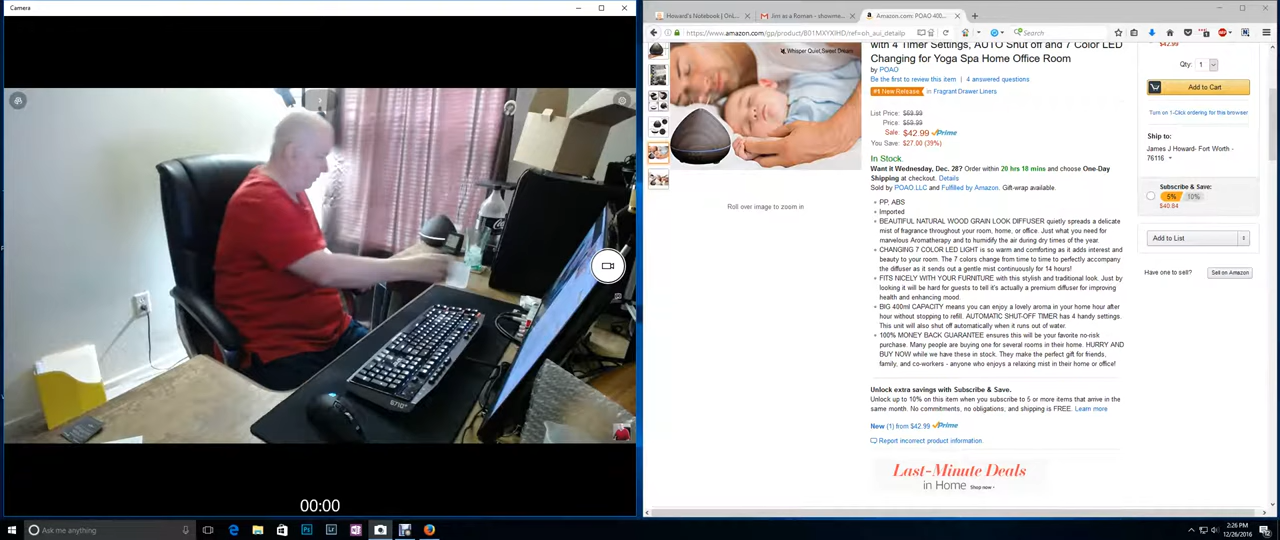 Camera
00:00
Howard's Notebook | OnL...
Jim as a Roman - showme...
Amazon.com: POAO 400...
https://www.amazon.com/gp/product/B01MXYXIHD/ref=oh_aui_detailp
Search
Whisper Quiet,Sweet Dream
Roll over image to zoom in
with 4 Timer Settings, AUTO Shut off and 7 Color LED
Changing for Yoga Spa Home Office Room
by POAO
Be the first to review this item | 4 answered questions
#1 New Release in Fragrant Drawer Liners
List Price: $69.99
Price: $59.99
Sale: $42.99 Prime
You Save: $27.00 (39%)
In Stock
Want it Wednesday, Dec. 28? Order within 20 hrs 18 mins and choose One-Day
Shipping at checkout. Details
Sold by POAO.LLC and Fulfilled by Amazon. Gift-wrap available.
PP, ABS
Imported
BEAUTIFUL NATURAL WOOD GRAIN LOOK DIFFUSER quietly spreads a delicate
mist of fragrance throughout your room, home, or office. Just what you need for
marvelous Aromatherapy and to humidify the air during dry times of the year.
CHANGING 7 COLOR LED LIGHT is so warm and comforting as it adds interest and
beauty to your room. The 7 colors change from time to time to perfectly accompany
the diffuser as it sends out a gentle mist continuously for 14 hours!
FITS NICELY WITH YOUR FURNITURE with this stylish and traditional look. Just by
looking it will be hard for guests to tell it's actually a premium diffuser for improving
health and enhancing mood.
BIG 400ml CAPACITY means you can enjoy a lovely aroma in your home hour after
hour without stopping to refill. AUTOMATIC SHUT-OFF TIMER has 4 handy settings.
This unit will also shut off automatically when it runs out of water.
100% MONEY BACK GUARANTEE ensures this will be your favorite no-risk
purchase. Many people are buying one for several rooms in their home. HURRY AND
BUY NOW while we have these in stock. They make the perfect gift for friends,
family, and co-workers - anyone who enjoys a relaxing mist in their home or office!
Unlock extra savings with Subscribe & Save.
Unlock up to 10% on this item when you subscribe to 5 or more items that arrive in the
same month. No commitments, no obligations, and shipping is FREE. Learn more
New (1) from $42.99 Prime
Report incorrect product information.
Last-Minute Deals
in Home Shop now ›
$42.99
Qty: 1
Add to Cart
Turn on 1-Click ordering for this browser
Ship to:
James J Howard- Fort Worth -
76116
Subscribe & Save:
5% 10%
$40.84
Add to List
Have one to sell? Sell on Amazon
Ask me anything
2:26 PM
12/26/2016